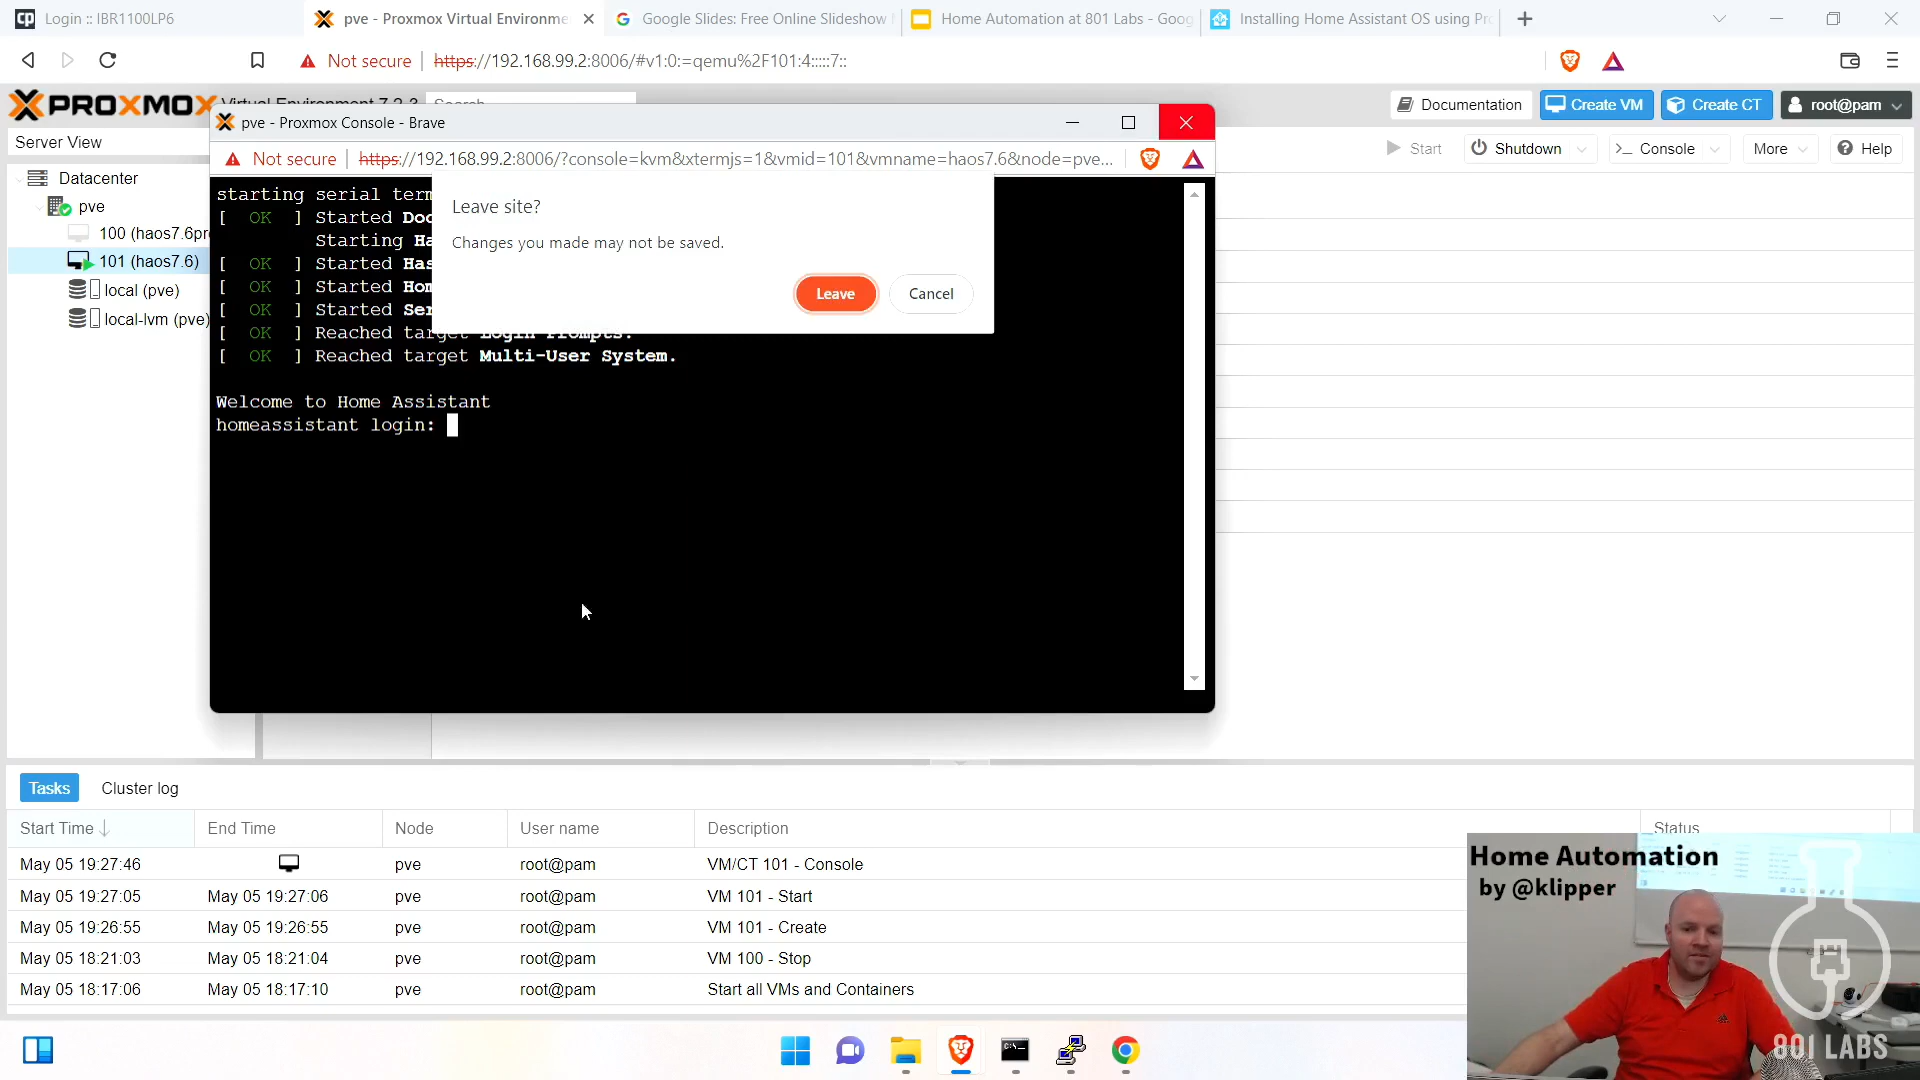 Login :: IBR1100LP6
pve - Proxmox Virtual Environme
Google Slides: Free Online Slideshow
Home Automation at 801 Labs - Goog
Installing Home Assistant OS using Pro
Not secure
https://192.168.99.2:8006/#v1:0:=qemu%2F101:4:::::7::
PROXMOX
Virtual Environment 7.2-3
Search
Documentation
Create VM
Create CT
root@pam
pve - Proxmox Console - Brave
Server View
Start
Shutdown
Console
More
Help
Not secure
https://192.168.99.2:8006/?console=kvm&xtermjs=1&vmid=101&vmname=haos7.6&node=pve...
Datacenter
pve
100 (haos7.6pr
101 (haos7.6)
local (pve)
local-lvm (pve)
Leave site?
Changes you made may not be saved.
Leave
Cancel
starting serial term
[ OK ] Started Doc
Starting Ha
[ OK ] Started Has
[ OK ] Started Hom
[ OK ] Started Ser
[ OK ] Reached target Login Prompts.
[ OK ] Reached target Multi-User System.
Welcome to Home Assistant
homeassistant login:
Tasks
Cluster log
Start Time
End Time
Node
User name
Description
Status
May 05 19:27:46
pve
root@pam
VM/CT 101 - Console
May 05 19:27:05
May 05 19:27:06
pve
root@pam
VM 101 - Start
May 05 19:26:55
May 05 19:26:55
pve
root@pam
VM 101 - Create
May 05 18:21:03
May 05 18:21:04
pve
root@pam
VM 100 - Stop
May 05 18:17:06
May 05 18:17:10
pve
root@pam
Start all VMs and Containers
Home Automation
by @klipper
801 LABS